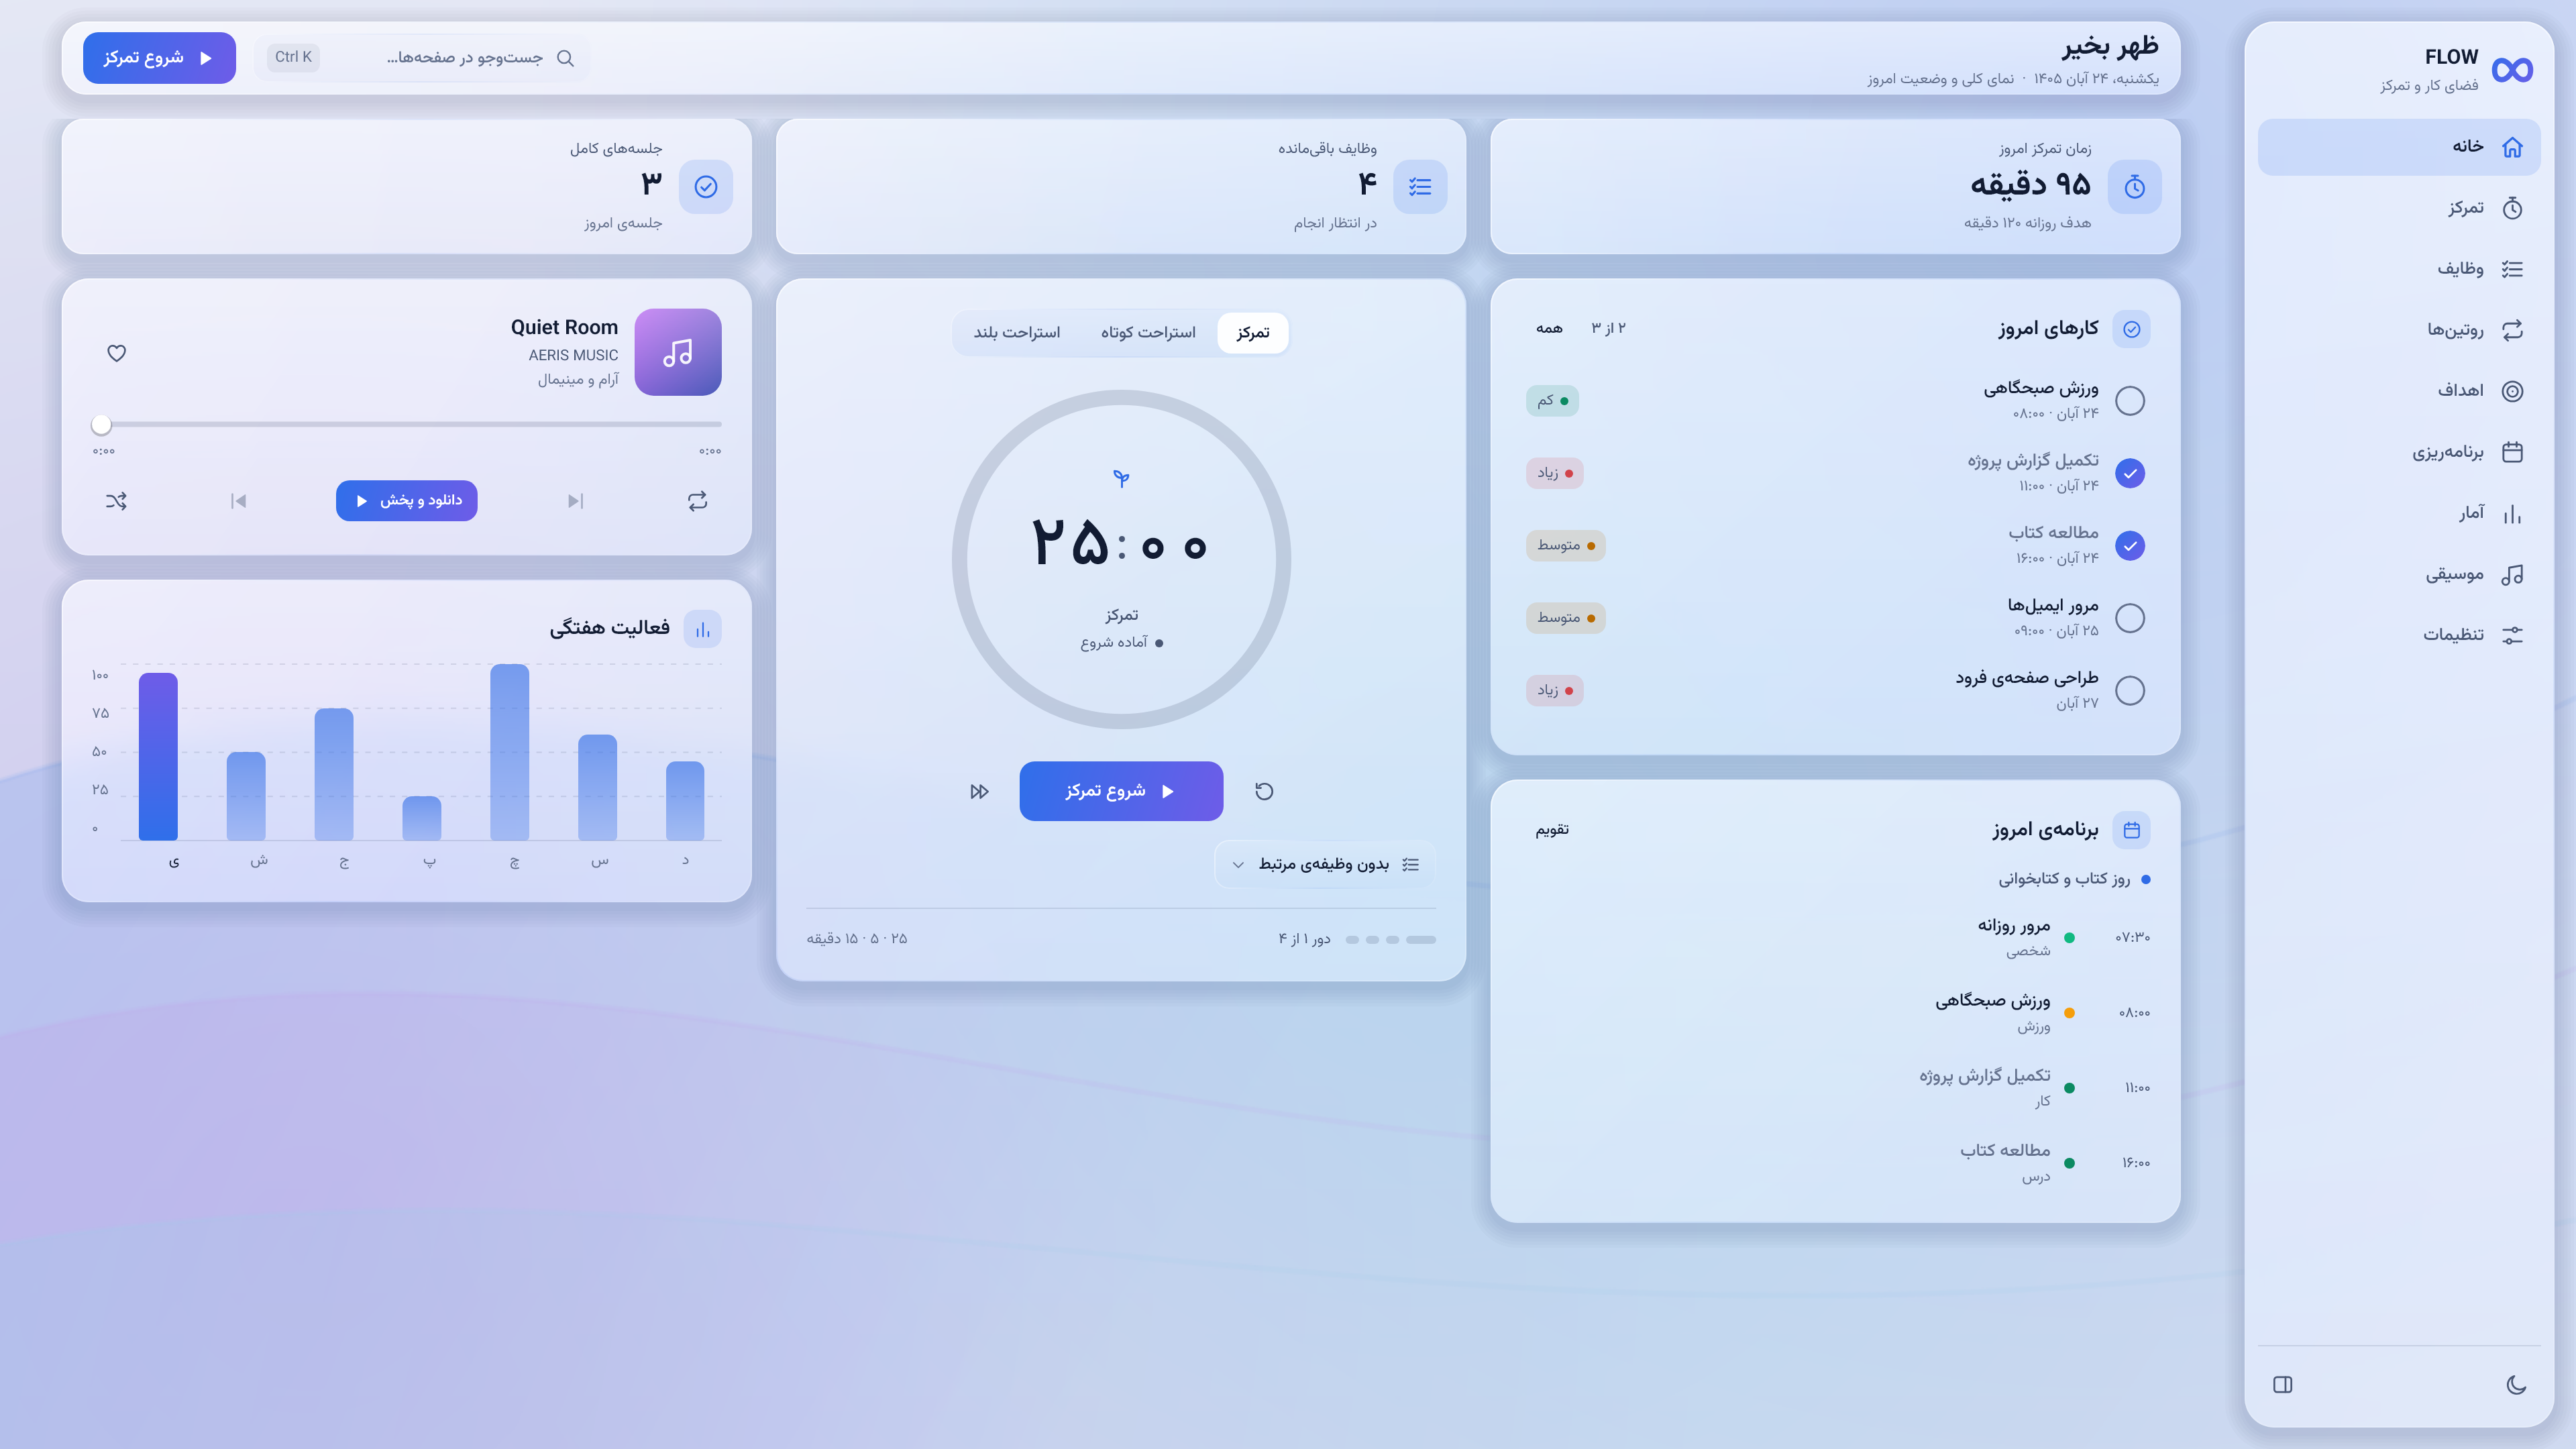 FLOW
فضای کار و تمرکز
خانه
تمرکز
وظایف
روتین‌ها
اهداف
برنامه‌ریزی
آمار
موسیقی
تنظیمات
ظهر بخیر
یکشنبه، ۲۴ آبان ۱۴۰۵ · نمای کلی و وضعیت امروز
جست‌وجو در صفحه‌ها...
Ctrl K
شروع تمرکز
زمان تمرکز امروز
۹۵ دقیقه
هدف روزانه ۱۲۰ دقیقه
وظایف باقی‌مانده
۴
در انتظار انجام
جلسه‌های کامل
۳
جلسه‌ی امروز
کارهای امروز
۲ از ۳
همه
ورزش صبحگاهی
۲۴ آبان · ۰۸:۰۰
کم
تکمیل گزارش پروژه
۲۴ آبان · ۱۱:۰۰
زیاد
مطالعه کتاب
۲۴ آبان · ۱۶:۰۰
متوسط
مرور ایمیل‌ها
۲۵ آبان · ۰۹:۰۰
متوسط
طراحی صفحه‌ی فرود
۲۷ آبان
زیاد
برنامه‌ی امروز
تقویم
روز کتاب و کتابخوانی
۰۷:۳۰
مرور روزانه
شخصی
۰۸:۰۰
ورزش صبحگاهی
ورزش
۱۱:۰۰
تکمیل گزارش پروژه
کار
۱۶:۰۰
مطالعه کتاب
درس
تمرکز
استراحت کوتاه
استراحت بلند
۲۵:۰۰
تمرکز
آماده شروع
شروع تمرکز
بدون وظیفه‌ی مرتبط
دور ۱ از ۴
۲۵ · ۵ · ۱۵ دقیقه
Quiet Room
AERIS MUSIC
آرام و مینیمال
۰:۰۰
۰:۰۰
دانلود و پخش
فعالیت هفتگی
۱۰۰
۷۵
۵۰
۲۵
۰
د س چ پ ج ش ی